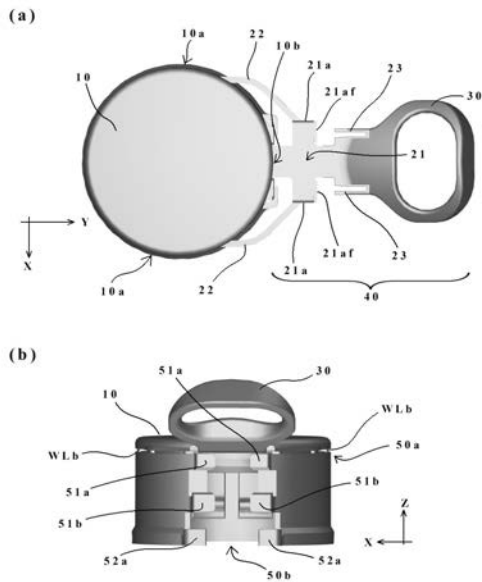 (a)
10a 22 10b
10 21a 23
21af 30
21
Y
X
10a 22 21a 21af 23
40
(b)
51a 30
10 WLb
WLb 50a
51a 51b
51b Z
52a 52a X
50b